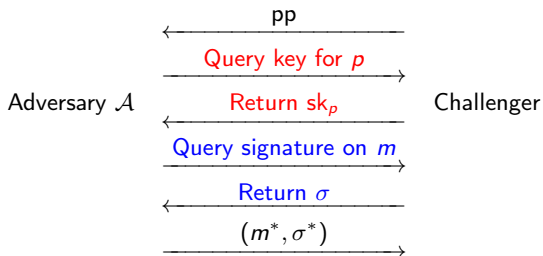 pp
Query key for p
Adversary 𝒜 Return sk_p Challenger
Query signature on m
Return σ
(m*, σ*)